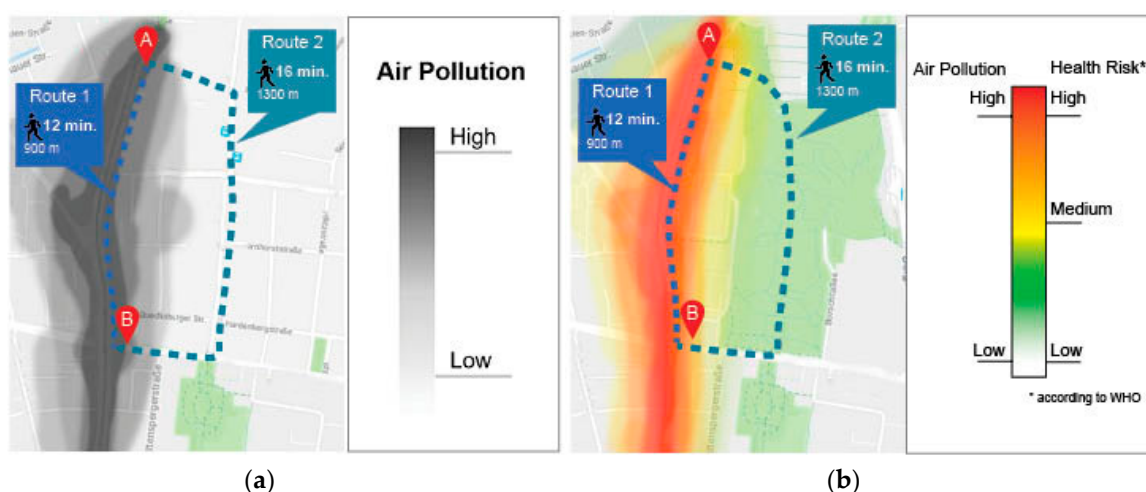 A
Route 2
16 min.
1300 m
Route 1
12 min.
900 m
B
Air Pollution
High
Low
A
Route 2
16 min.
1300 m
Route 1
12 min.
900 m
B
Air Pollution
Health Risk*
High
High
Medium
Low
Low
* according to WHO
(a)
(b)